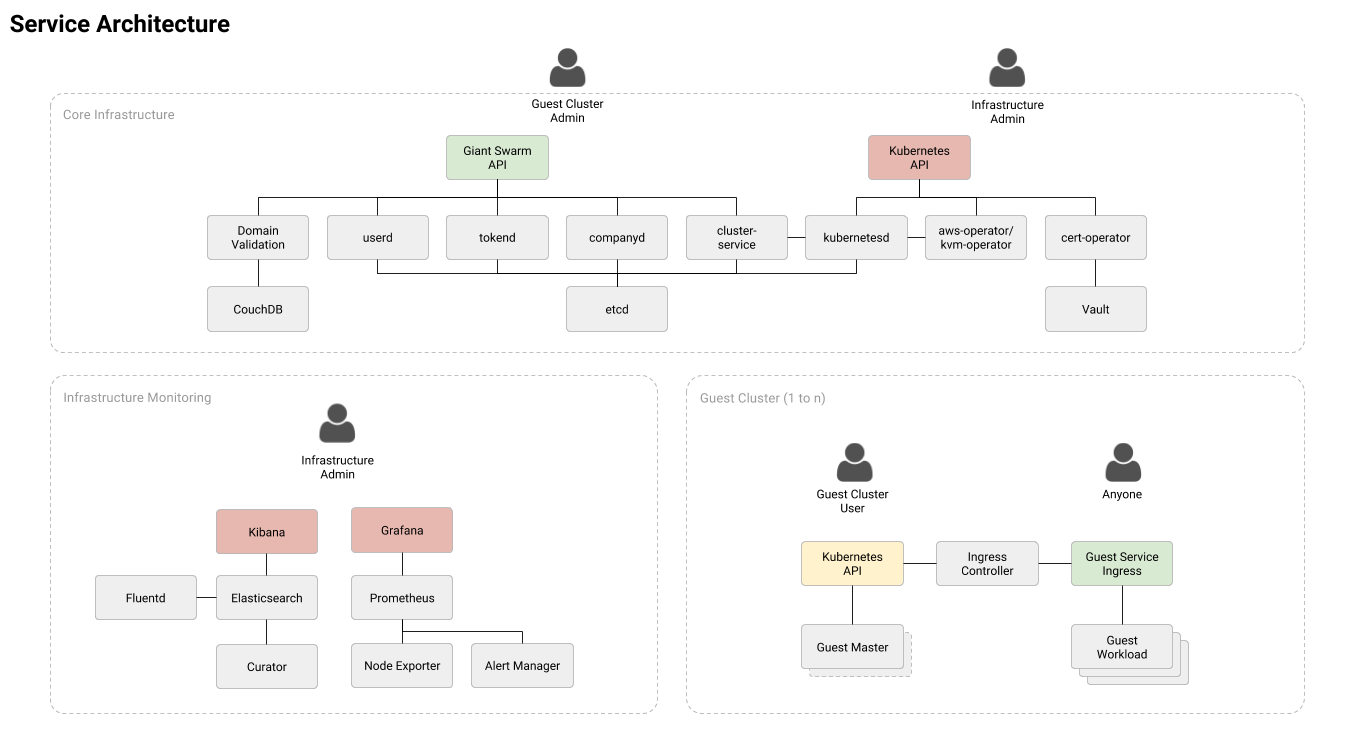 Service Architecture
Core Infrastructure
Guest Cluster
Admin
Infrastructure
Admin
Giant Swarm
API
Kubernetes
API
Domain
Validation
userd
tokend
companyd
cluster-
service
kubernetesd
aws-operator/
kvm-operator
cert-operator
CouchDB
etcd
Vault
Infrastructure Monitoring
Infrastructure
Admin
Kibana
Grafana
Fluentd
Elasticsearch
Prometheus
Curator
Node Exporter
Alert Manager
Guest Cluster (1 to n)
Guest Cluster
User
Anyone
Kubernetes
API
Ingress
Controller
Guest Service
Ingress
Guest Master
Guest
Workload